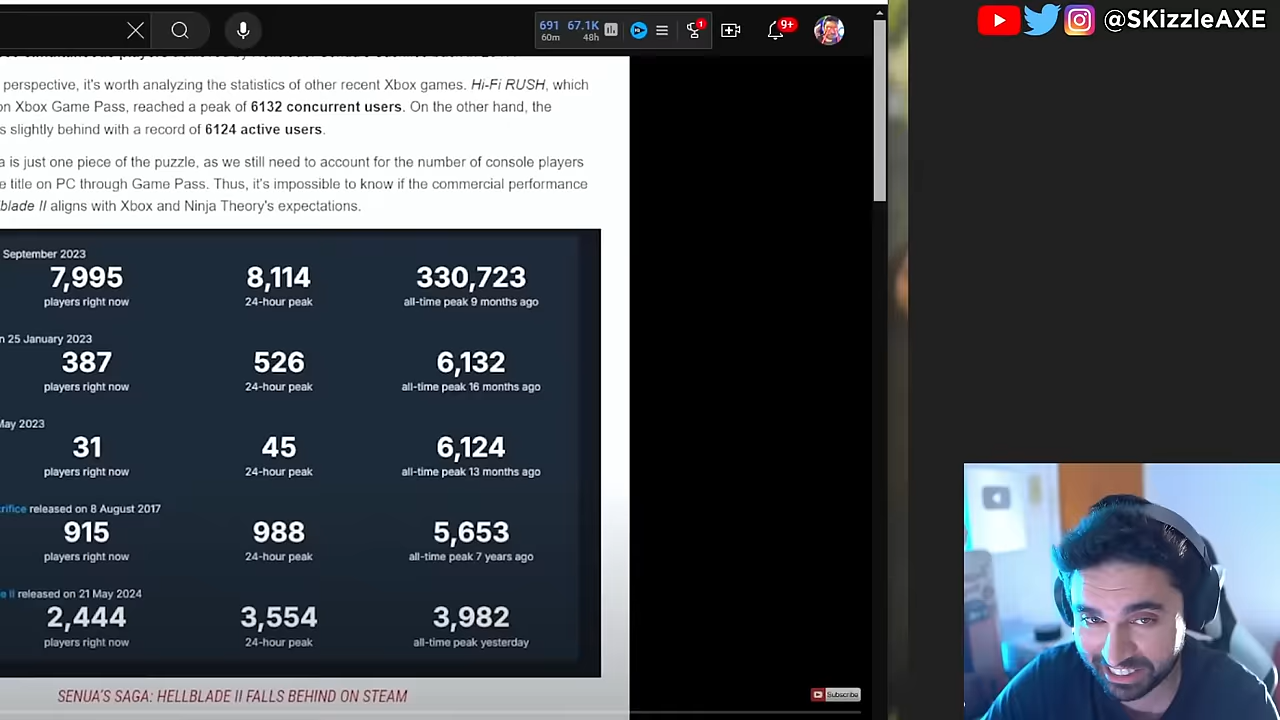 691 67.1K
60m 48h
1
9+
@SKizzleAXE
perspective, it's worth analyzing the statistics of other recent Xbox games. Hi-Fi RUSH, which
on Xbox Game Pass, reached a peak of 6132 concurrent users. On the other hand, the
s slightly behind with a record of 6124 active users.
a is just one piece of the puzzle, as we still need to account for the number of console players
e title on PC through Game Pass. Thus, it's impossible to know if the commercial performance
blade II aligns with Xbox and Ninja Theory's expectations.
September 2023
7,995 8,114 330,723
players right now 24-hour peak all-time peak 9 months ago
n 25 January 2023
387 526 6,132
players right now 24-hour peak all-time peak 16 months ago
May 2023
31 45 6,124
players right now 24-hour peak all-time peak 13 months ago
rifice released on 8 August 2017
915 988 5,653
players right now 24-hour peak all-time peak 7 years ago
e II released on 21 May 2024
2,444 3,554 3,982
players right now 24-hour peak all-time peak yesterday
SENUA'S SAGA: HELLBLADE II FALLS BEHIND ON STEAM
Subscribe